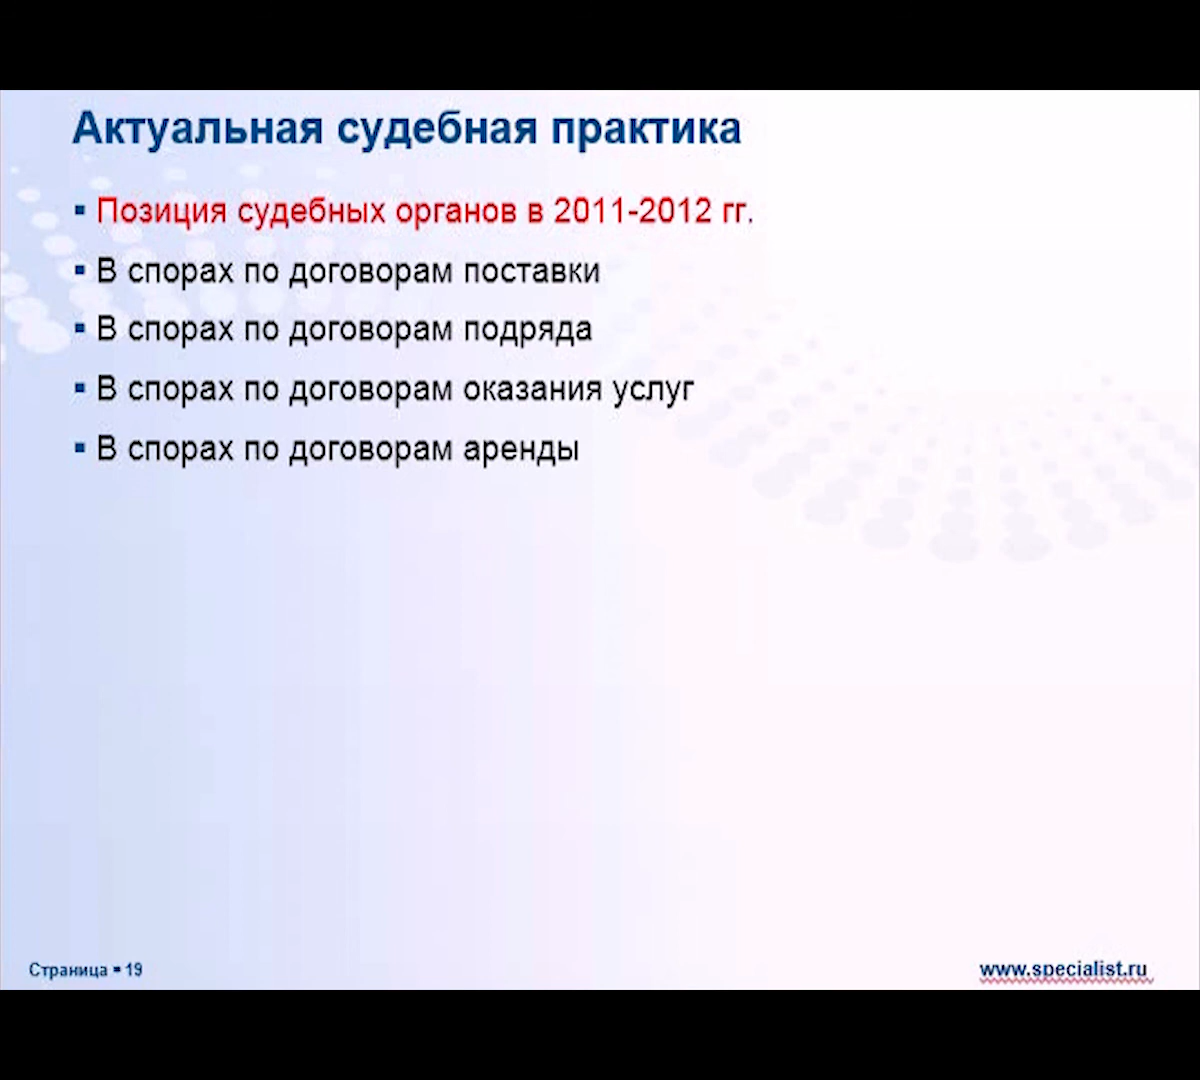 Актуальная судебная практика
▪ Позиция судебных органов в 2011-2012 гг.
▪ В спорах по договорам поставки
▪ В спорах по договорам подряда
▪ В спорах по договорам оказания услуг
▪ В спорах по договорам аренды
Страница ▪ 19
www.specialist.ru